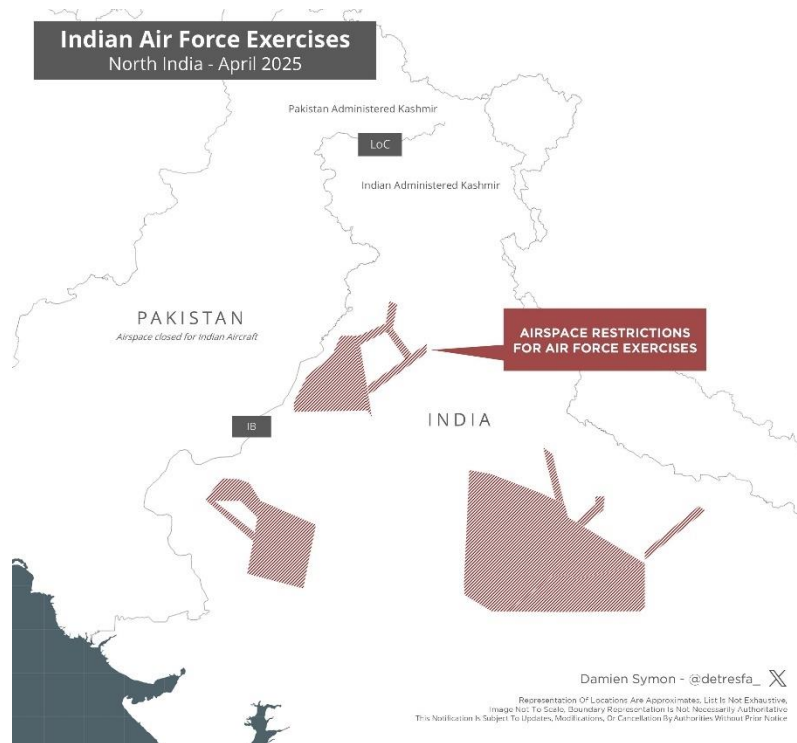 Indian Air Force Exercises
North India - April 2025
Pakistan Administered Kashmir
LoC
Indian Administered Kashmir
PAKISTAN
Airspace closed for Indian Aircraft
AIRSPACE RESTRICTIONS
FOR AIR FORCE EXERCISES
IB
INDIA
Damien Symon - @detresfa_ X
Representation Of Locations Are Approximates, List Is Not Exhaustive,
Image Not To Scale, Boundary Representation Is Not Necessarily Authoritative
This Notification Is Subject To Updates, Modifications, Or Cancellation By Authorities Without Prior Notice